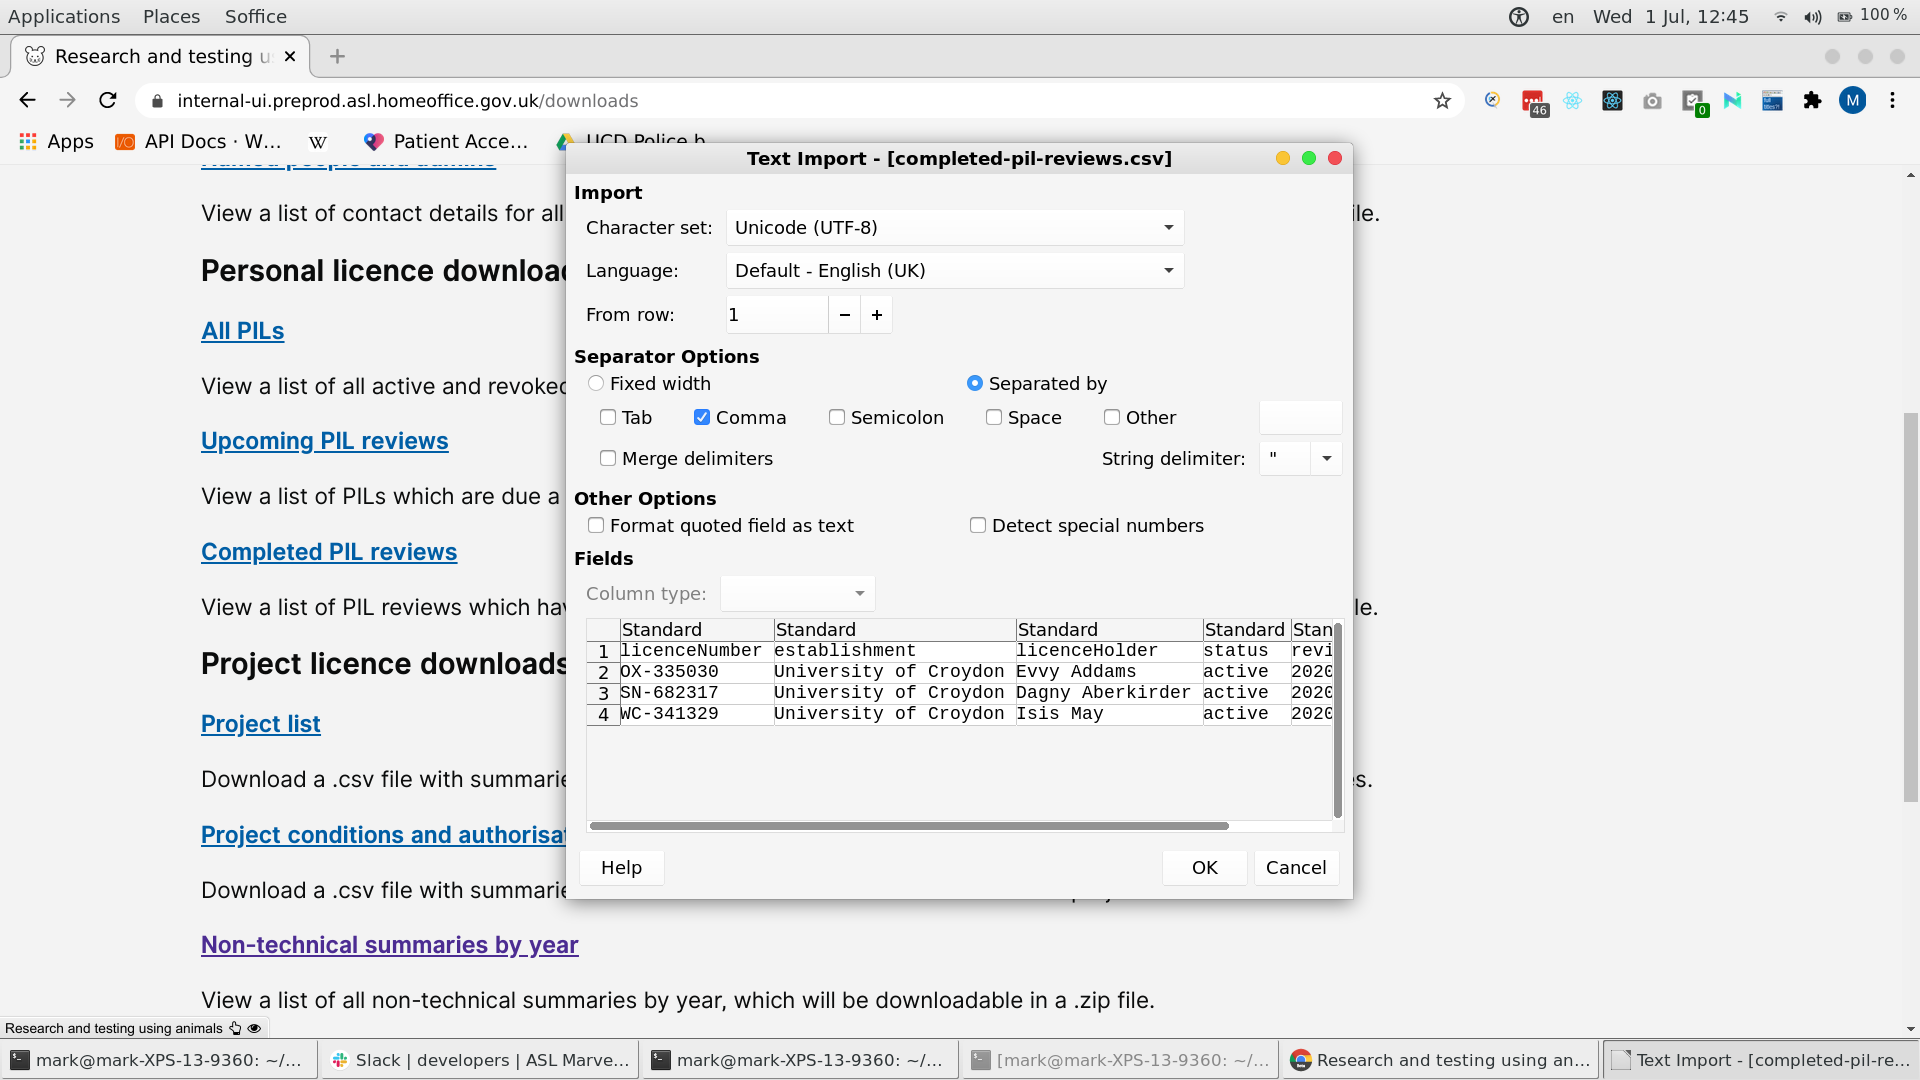 Applications Places Soffice
en Wed 1 Jul, 12:45 100 %
Research and testing u
internal-ui.preprod.asl.homeoffice.gov.uk/downloads
46 0 M
Apps API Docs · W... W Patient Acce... UCD Police b
Named people and admins
View a list of contact details for all
ile.
Personal licence downloa
All PILs
View a list of all active and revoked
Upcoming PIL reviews
View a list of PILs which are due a
Completed PIL reviews
View a list of PIL reviews which hav
le.
Project licence downloads
Project list
Download a .csv file with summarie
es.
Project conditions and authorisat
Download a .csv file with summarie
Non-technical summaries by year
View a list of all non-technical summaries by year, which will be downloadable in a .zip file.
Research and testing using animals
Text Import - [completed-pil-reviews.csv]
Import
Character set: Unicode (UTF-8)
Language: Default - English (UK)
From row: 1 − +
Separator Options
Fixed width Separated by
Tab Comma Semicolon Space Other
Merge delimiters String delimiter: "
Other Options
Format quoted field as text Detect special numbers
Fields
Column type:
Standard Standard Standard Standard Stan
1 licenceNumber establishment licenceHolder status revi
2 OX-335030 University of Croydon Evvy Addams active 2020
3 SN-682317 University of Croydon Dagny Aberkirder active 2020
4 WC-341329 University of Croydon Isis May active 2020
Help OK Cancel
mark@mark-XPS-13-9360: ~/... Slack | developers | ASL Marve... mark@mark-XPS-13-9360: ~/... [mark@mark-XPS-13-9360: ~/... Research and testing using an... Text Import - [completed-pil-re...